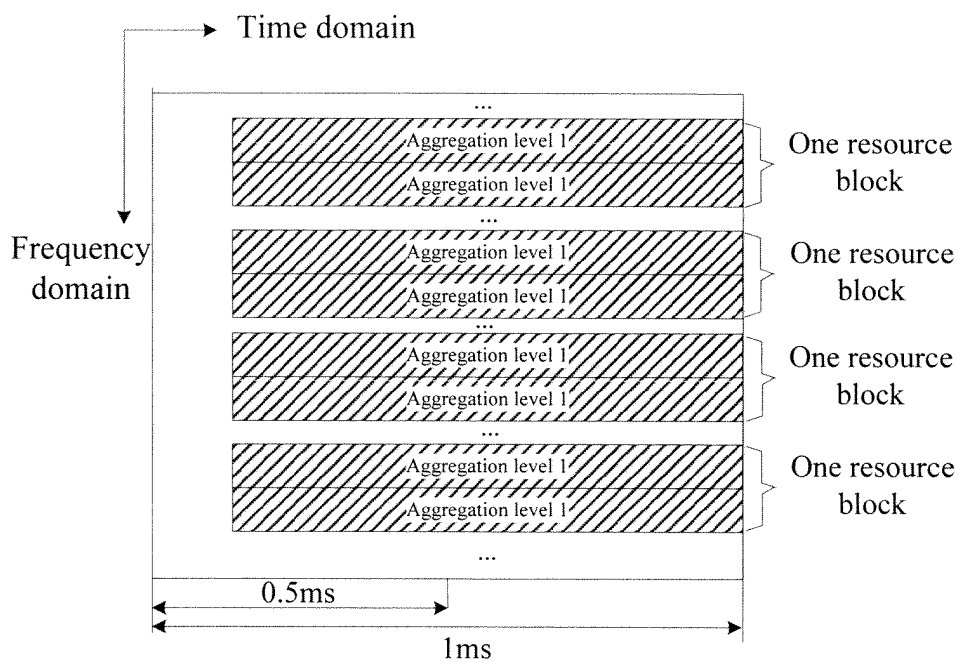 Time domain
...
Aggregation level 1
Aggregation level 1
One resource
block
...
Frequency
domain
Aggregation level 1
Aggregation level 1
One resource
block
...
Aggregation level 1
Aggregation level 1
One resource
block
...
Aggregation level 1
Aggregation level 1
One resource
block
...
0.5ms
1ms